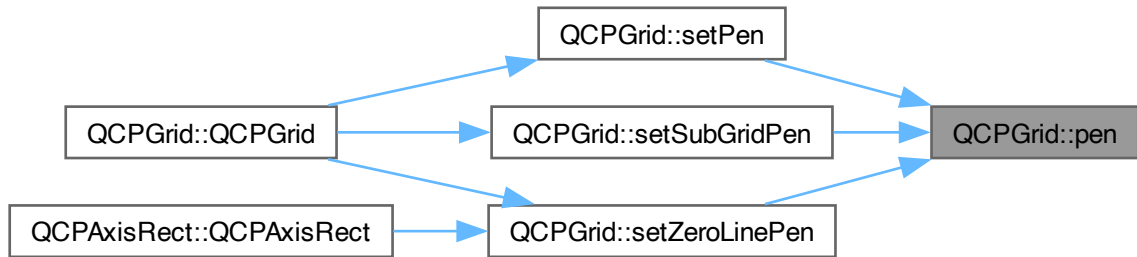 QCPGrid::setPen
QCPGrid::QCPGrid
QCPGrid::setSubGridPen
QCPGrid::pen
QCPAxisRect::QCPAxisRect
QCPGrid::setZeroLinePen